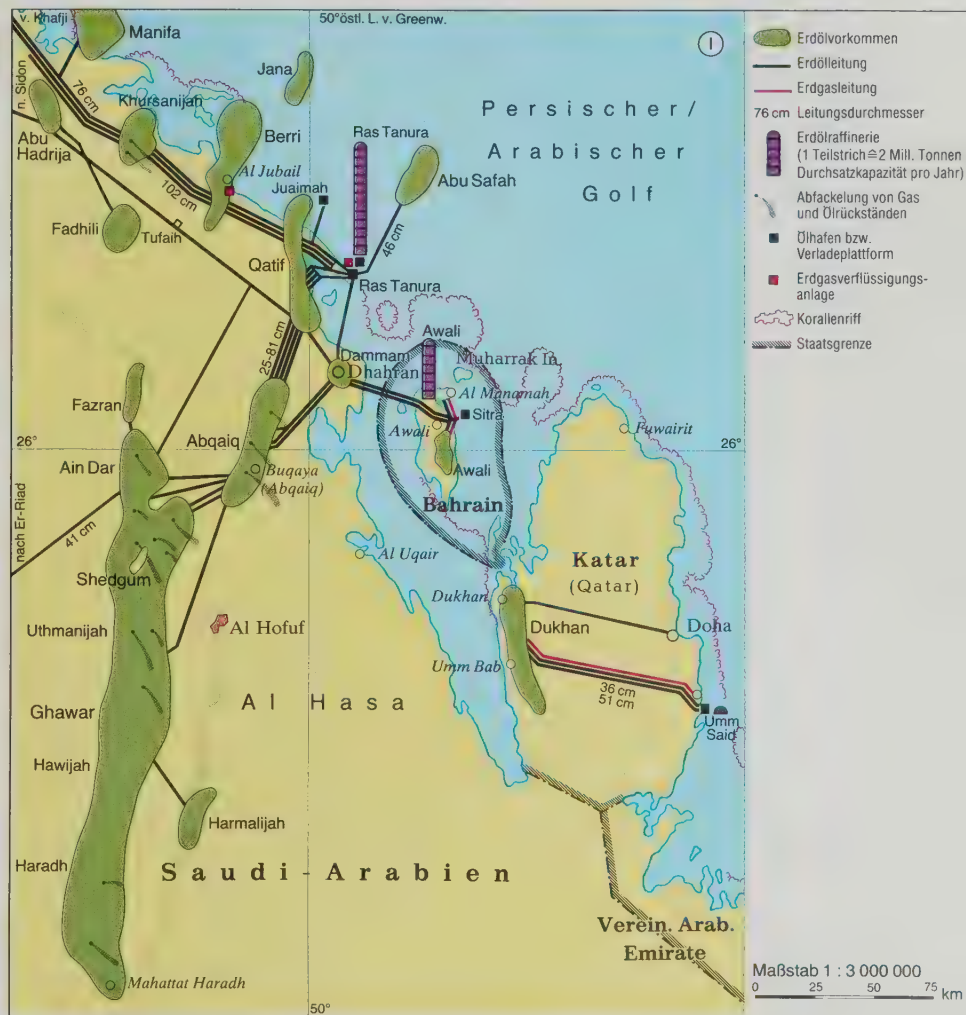 v. Khafji
50°östl. L. v. Greenw.
Manifa
I
Jana
n. Sidon
76 cm
Khursanijah
Persischer/
Arabischer
Golf
Berri
Ras Tanura
Abu
Hadrija
Al Jubail
Abu Safah
Juaimah
102 cm
Fadhili
Tufaih
46 cm
Qatif
Ras Tanura
25-81 cm
Awali
Dammam
Muharrak In.
Dhahran
Fazran
Al Manamah
Sitra
Abqaiq
Awali
Fuwairit
26°
26°
Ain Dar
Buqaya
(Abqaiq)
Awali
nach Er-Riad
41 cm
Bahrain
Al Uqair
Katar
(Qatar)
Shedgum
Dukhan
Uthmanijah
Al Hofuf
Dukhan
Doha
Umm Bab
36 cm
51 cm
Ghawar
Al Hasa
Umm
Said
Hawijah
Harmalijah
Haradh
Saudi-Arabien
Verein. Arab.
Emirate
Mahattat Haradh
50°
Erdölvorkommen
Erdölleitung
Erdgasleitung
76 cm Leitungsdurchmesser
Erdölraffinerie
(1 Teilstrich≙2 Mill. Tonnen
Durchsatzkapazität pro Jahr)
Abfackelung von Gas
und Ölrückständen
Ölhafen bzw.
Verladeplattform
Erdgasverflüssigungs-
anlage
Korallenriff
Staatsgrenze
Maßstab 1 : 3 000 000
0 25 50 75 km